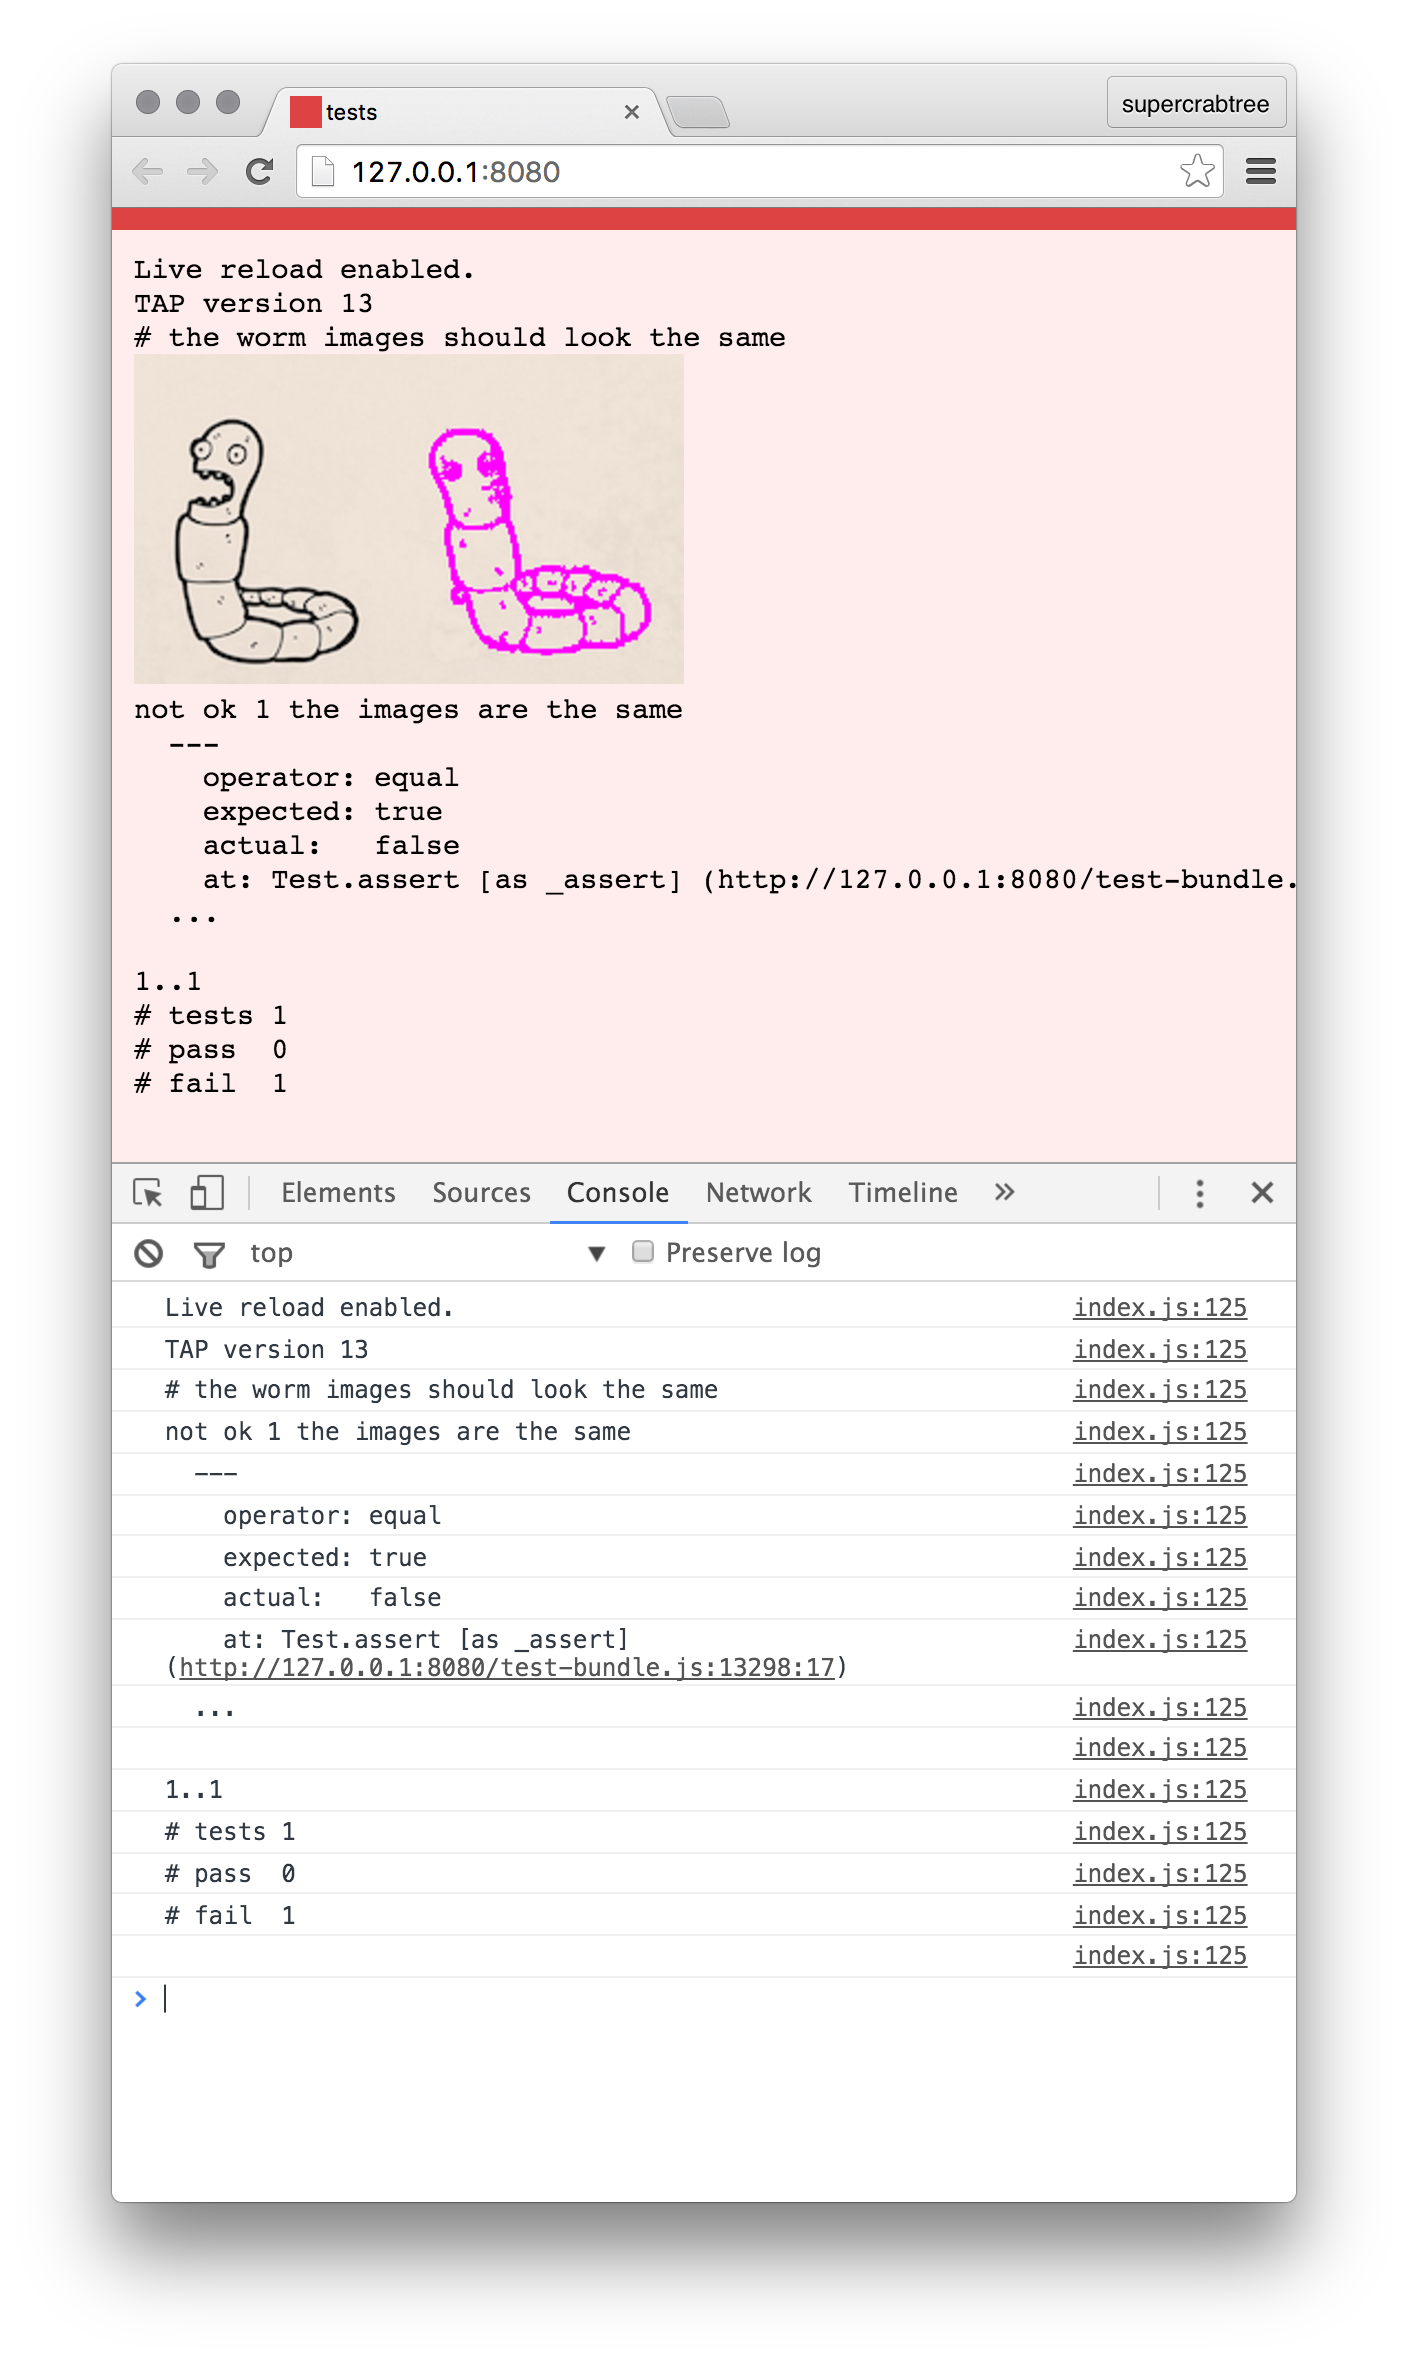 tests
supercrabtree
127.0.0.1:8080
Live reload enabled.
TAP version 13
# the worm images should look the same
not ok 1 the images are the same
  ---
    operator: equal
    expected: true
    actual:   false
    at: Test.assert [as _assert] (http://127.0.0.1:8080/test-bundle.
  ...
1..1
# tests 1
# pass  0
# fail  1
Elements Sources Console Network Timeline »
top ▼ Preserve log
Live reload enabled. index.js:125
TAP version 13 index.js:125
# the worm images should look the same index.js:125
not ok 1 the images are the same index.js:125
  --- index.js:125
    operator: equal index.js:125
    expected: true index.js:125
    actual:   false index.js:125
    at: Test.assert [as _assert] index.js:125
(http://127.0.0.1:8080/test-bundle.js:13298:17)
  ... index.js:125
index.js:125
1..1 index.js:125
# tests 1 index.js:125
# pass  0 index.js:125
# fail  1 index.js:125
index.js:125
>